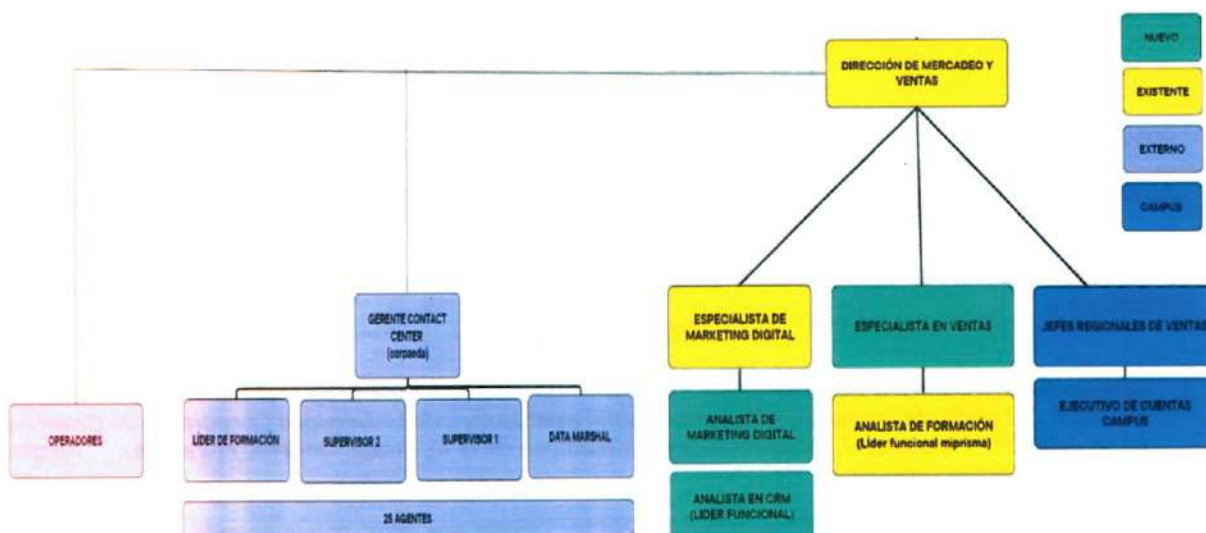 NUEVO
DIRECCIÓN DE MERCADEO Y
VENTAS
EXISTENTE
EXTERNO
CAMPUS
GERENTE CONTACT
CENTER
(corpaeda)
ESPECIALISTA DE
MARKETING DIGITAL
ESPECIALISTA EN VENTAS
JEFES REGIONALES DE VENTAS
OPERADORES
LÍDER DE FORMACIÓN
SUPERVISOR 2
SUPERVISOR 1
DATA MARSHAL
ANALISTA DE
MARKETING DIGITAL
ANALISTA DE FORMACIÓN
(Líder funcional miprisma)
EJECUTIVO DE CUENTAS
CAMPUS
25 AGENTES
ANALISTA EN CRM
(LIDER FUNCIONAL)